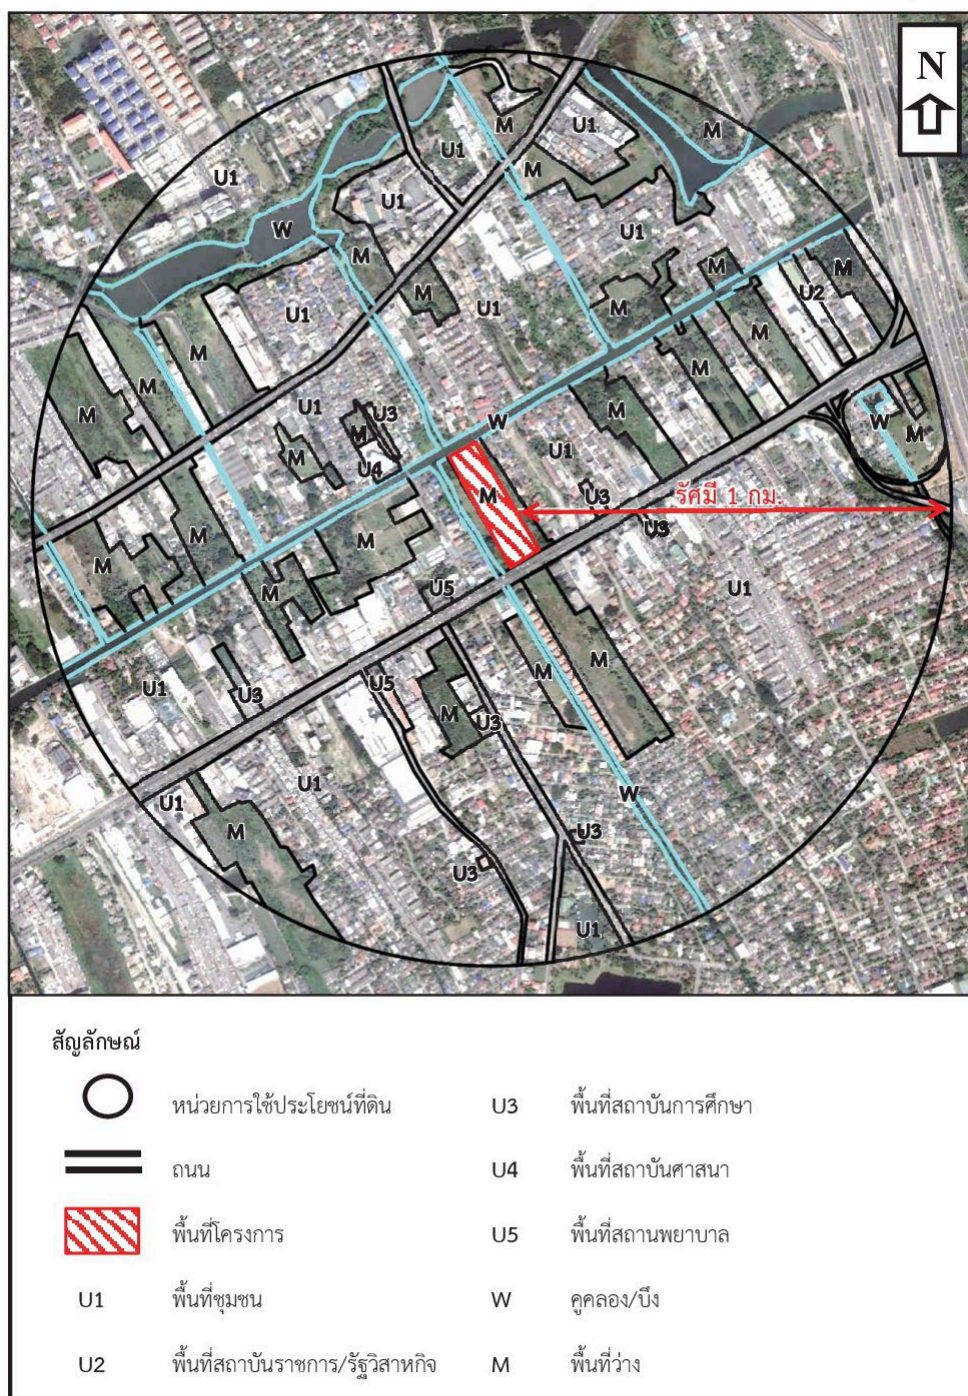 N
M
U1
M
U1
M
U1
U1
U1
W
U1
M
M
M
U2
M
U1
U1
M
M
M
M
M
M
U1
U3
M
W
M
W
M
M
U4
U1
M
U3
รัศมี 1 กม.
U3
M
M
M
M
U5
U1
M
M
U1
U3
U5
M
U3
U1
U1
M
W
U3
U3
U1
สัญลักษณ์
หน่วยการใช้ประโยชน์ที่ดิน
ถนน
พื้นที่โครงการ
U1 พื้นที่ชุมชน
U2 พื้นที่สถาบันราชการ/รัฐวิสาหกิจ
U3 พื้นที่สถาบันการศึกษา
U4 พื้นที่สถาบันศาสนา
U5 พื้นที่สถานพยาบาล
W คูคลอง/บึง
M พื้นที่ว่าง